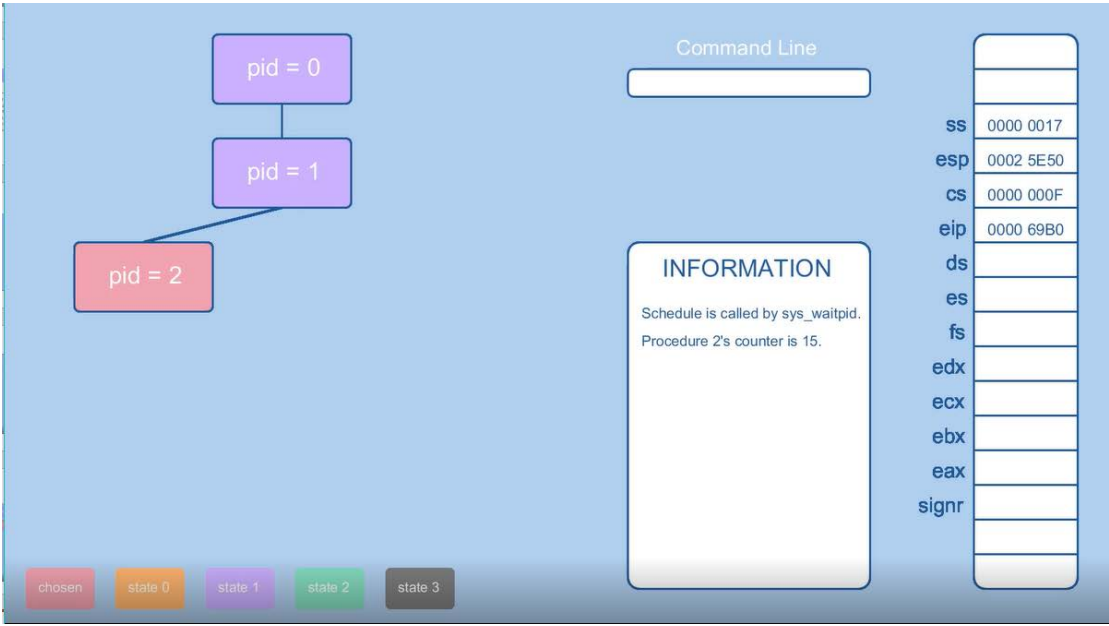 pid = 0
pid = 1
pid = 2
Command Line
INFORMATION
Schedule is called by sys_waitpid.
Procedure 2's counter is 15.
ss 0000 0017
esp 0002 5E50
cs 0000 000F
eip 0000 69B0
ds
es
fs
edx
ecx
ebx
eax
signr
chosen state 0 state 1 state 2 state 3